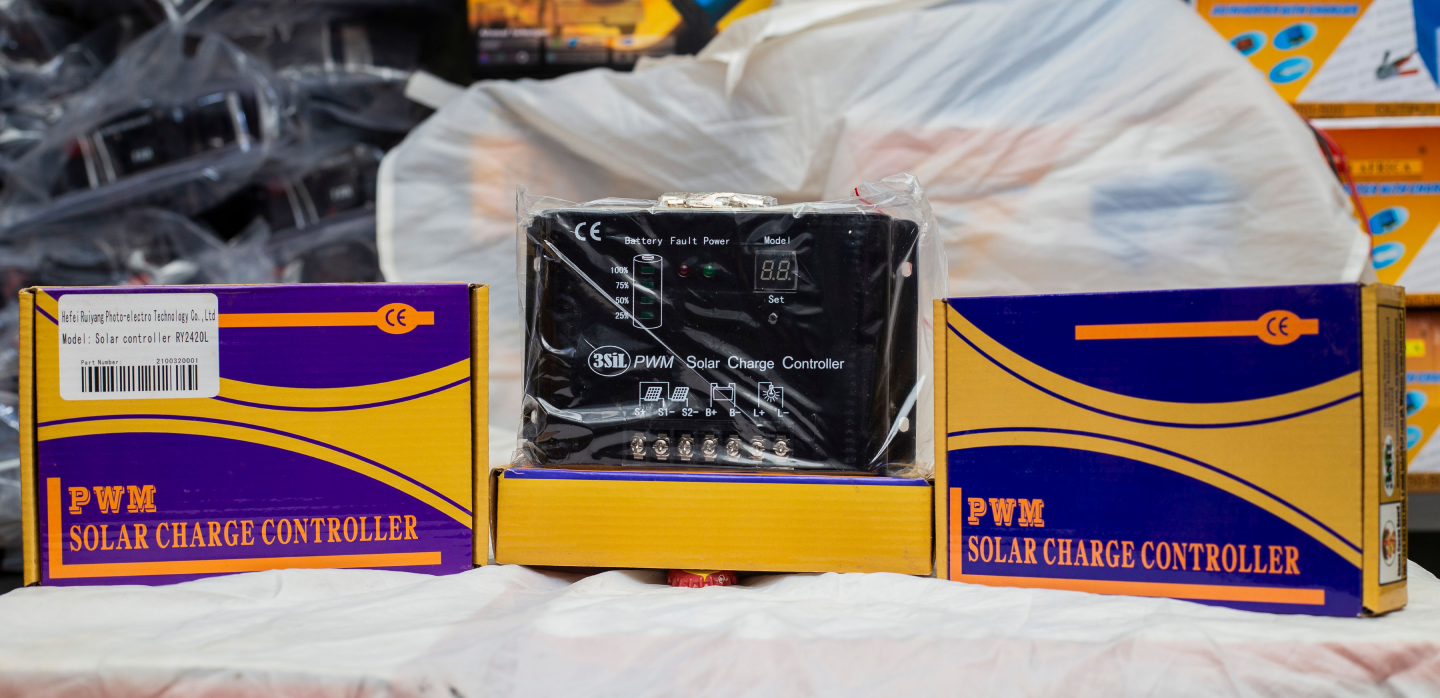 Hefei Ruiyang Photo-electro Technology Co.,Ltd
Model: Solar controller RY2420L
Part Number: 2100320001
CE
PWM
SOLAR CHARGE CONTROLLER
CE
Battery Fault Power Model
100%
75%
50%
25%
Set
3SiL PWM Solar Charge Controller
S+ S1- S2- B+ B- L+ L-
CE
PWM
SOLAR CHARGE CONTROLLER
AFRICA